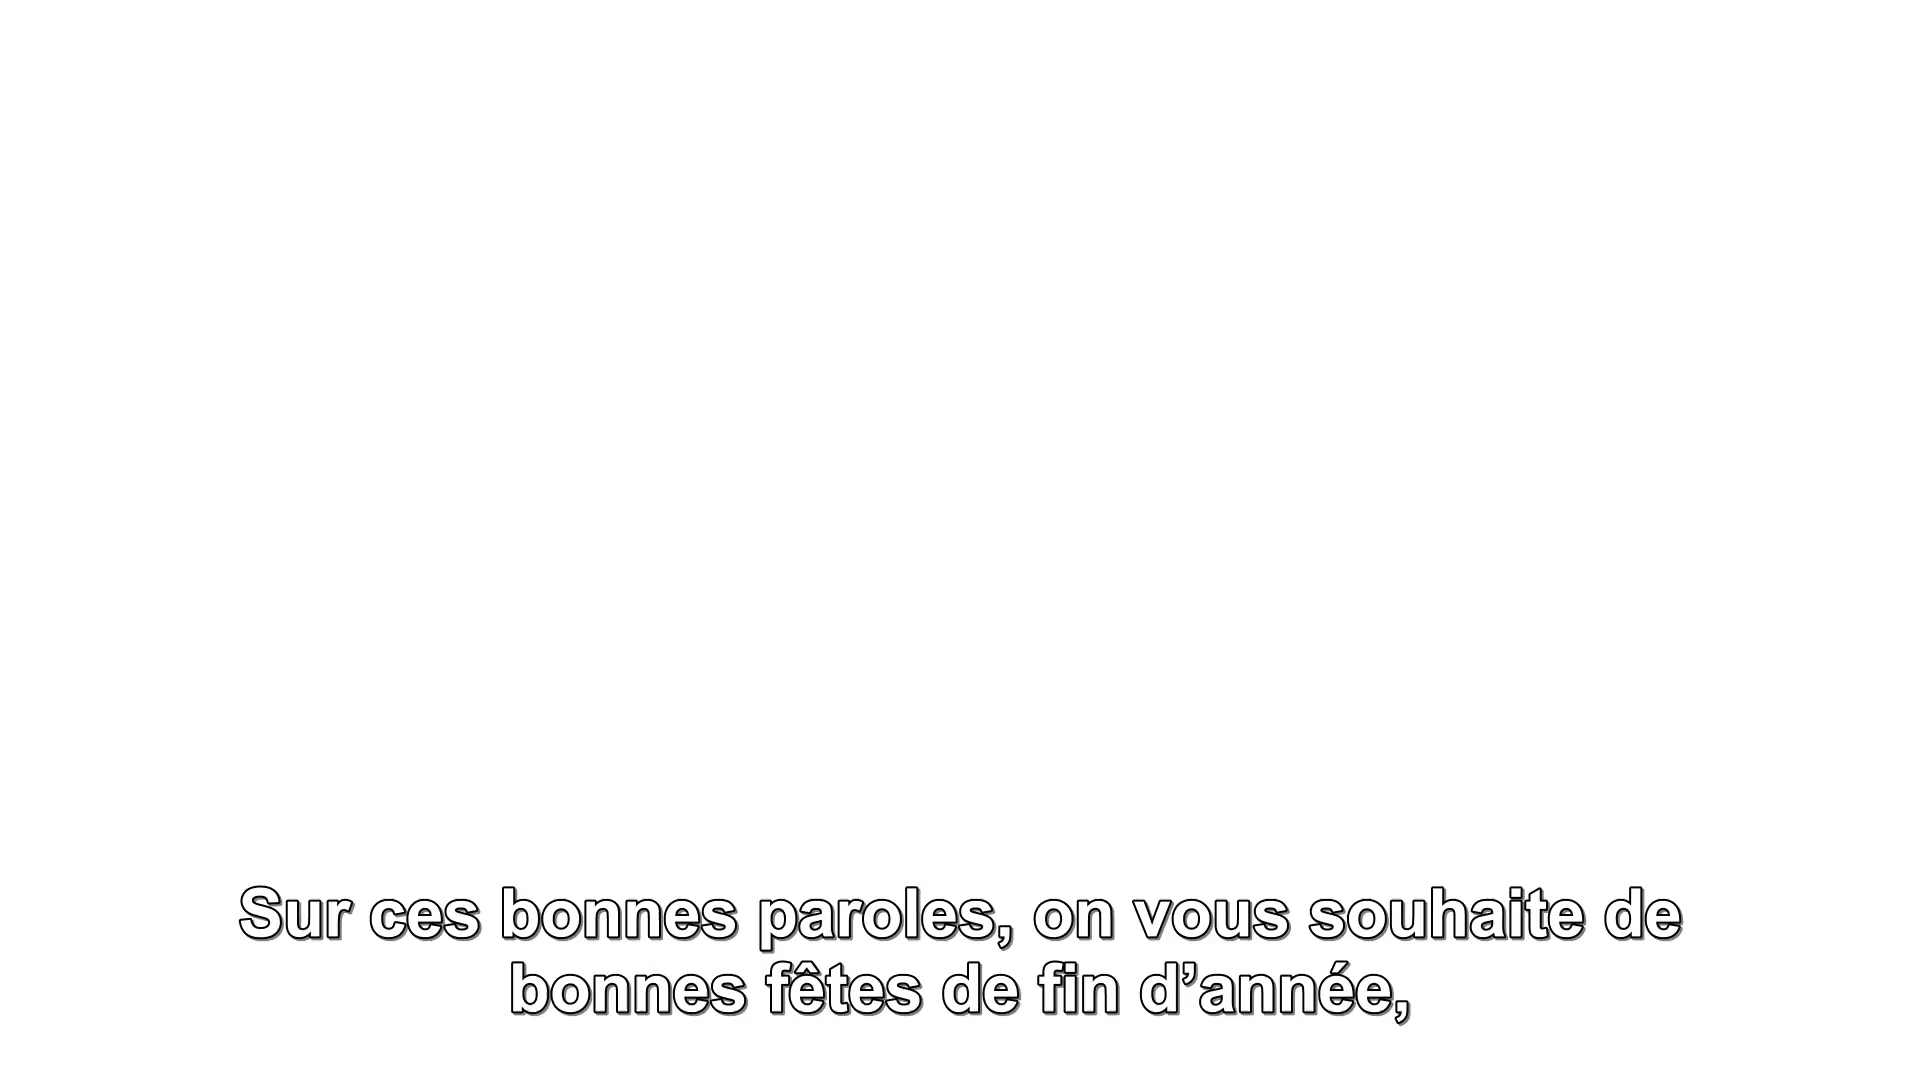 Sur ces bonnes paroles, on vous souhaite de
bonnes fêtes de fin d’année,